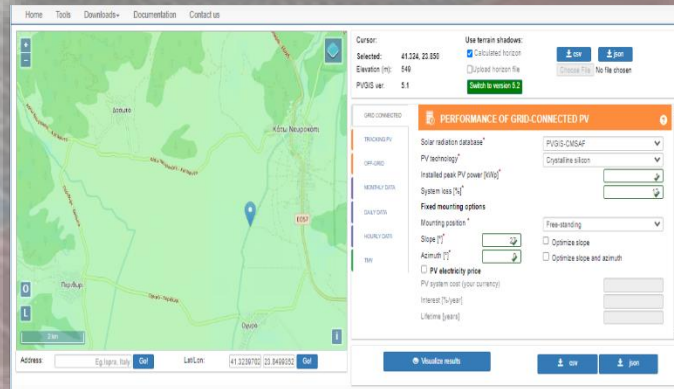 Home Tools Downloads Documentation Contact us
Cursor:
Use terrain shadows:
Selected: 41.324, 23.850
Calculated horizon
csv
json
Elevation (m): 549
Upload horizon file
Choose File No file chosen
PVGIS ver. 5.1
Switch to version 5.2
Κάτω Νευροκόπι
E057
Περιθώρι
Οχυρό
O
L
2 km
i
Address: Eg. Ispra, Italy Go! Lat/Lon: 41.3239702 23.8499352 Go!
GRID CONNECTED
TRACKING PV
OFF-GRID
MONTHLY DATA
DAILY DATA
HOURLY DATA
TMY
PERFORMANCE OF GRID-CONNECTED PV
Solar radiation database* PVGIS-CMSAF
PV technology* Crystalline silicon
Installed peak PV power [kWp]*
System loss [%]*
Fixed mounting options
Mounting position * Free-standing
Slope [°]*
Optimize slope
Azimuth [°]*
Optimize slope and azimuth
PV electricity price
PV system cost (your currency)
Interest [%/year]
Lifetime [years]
Visualize results
csv
json